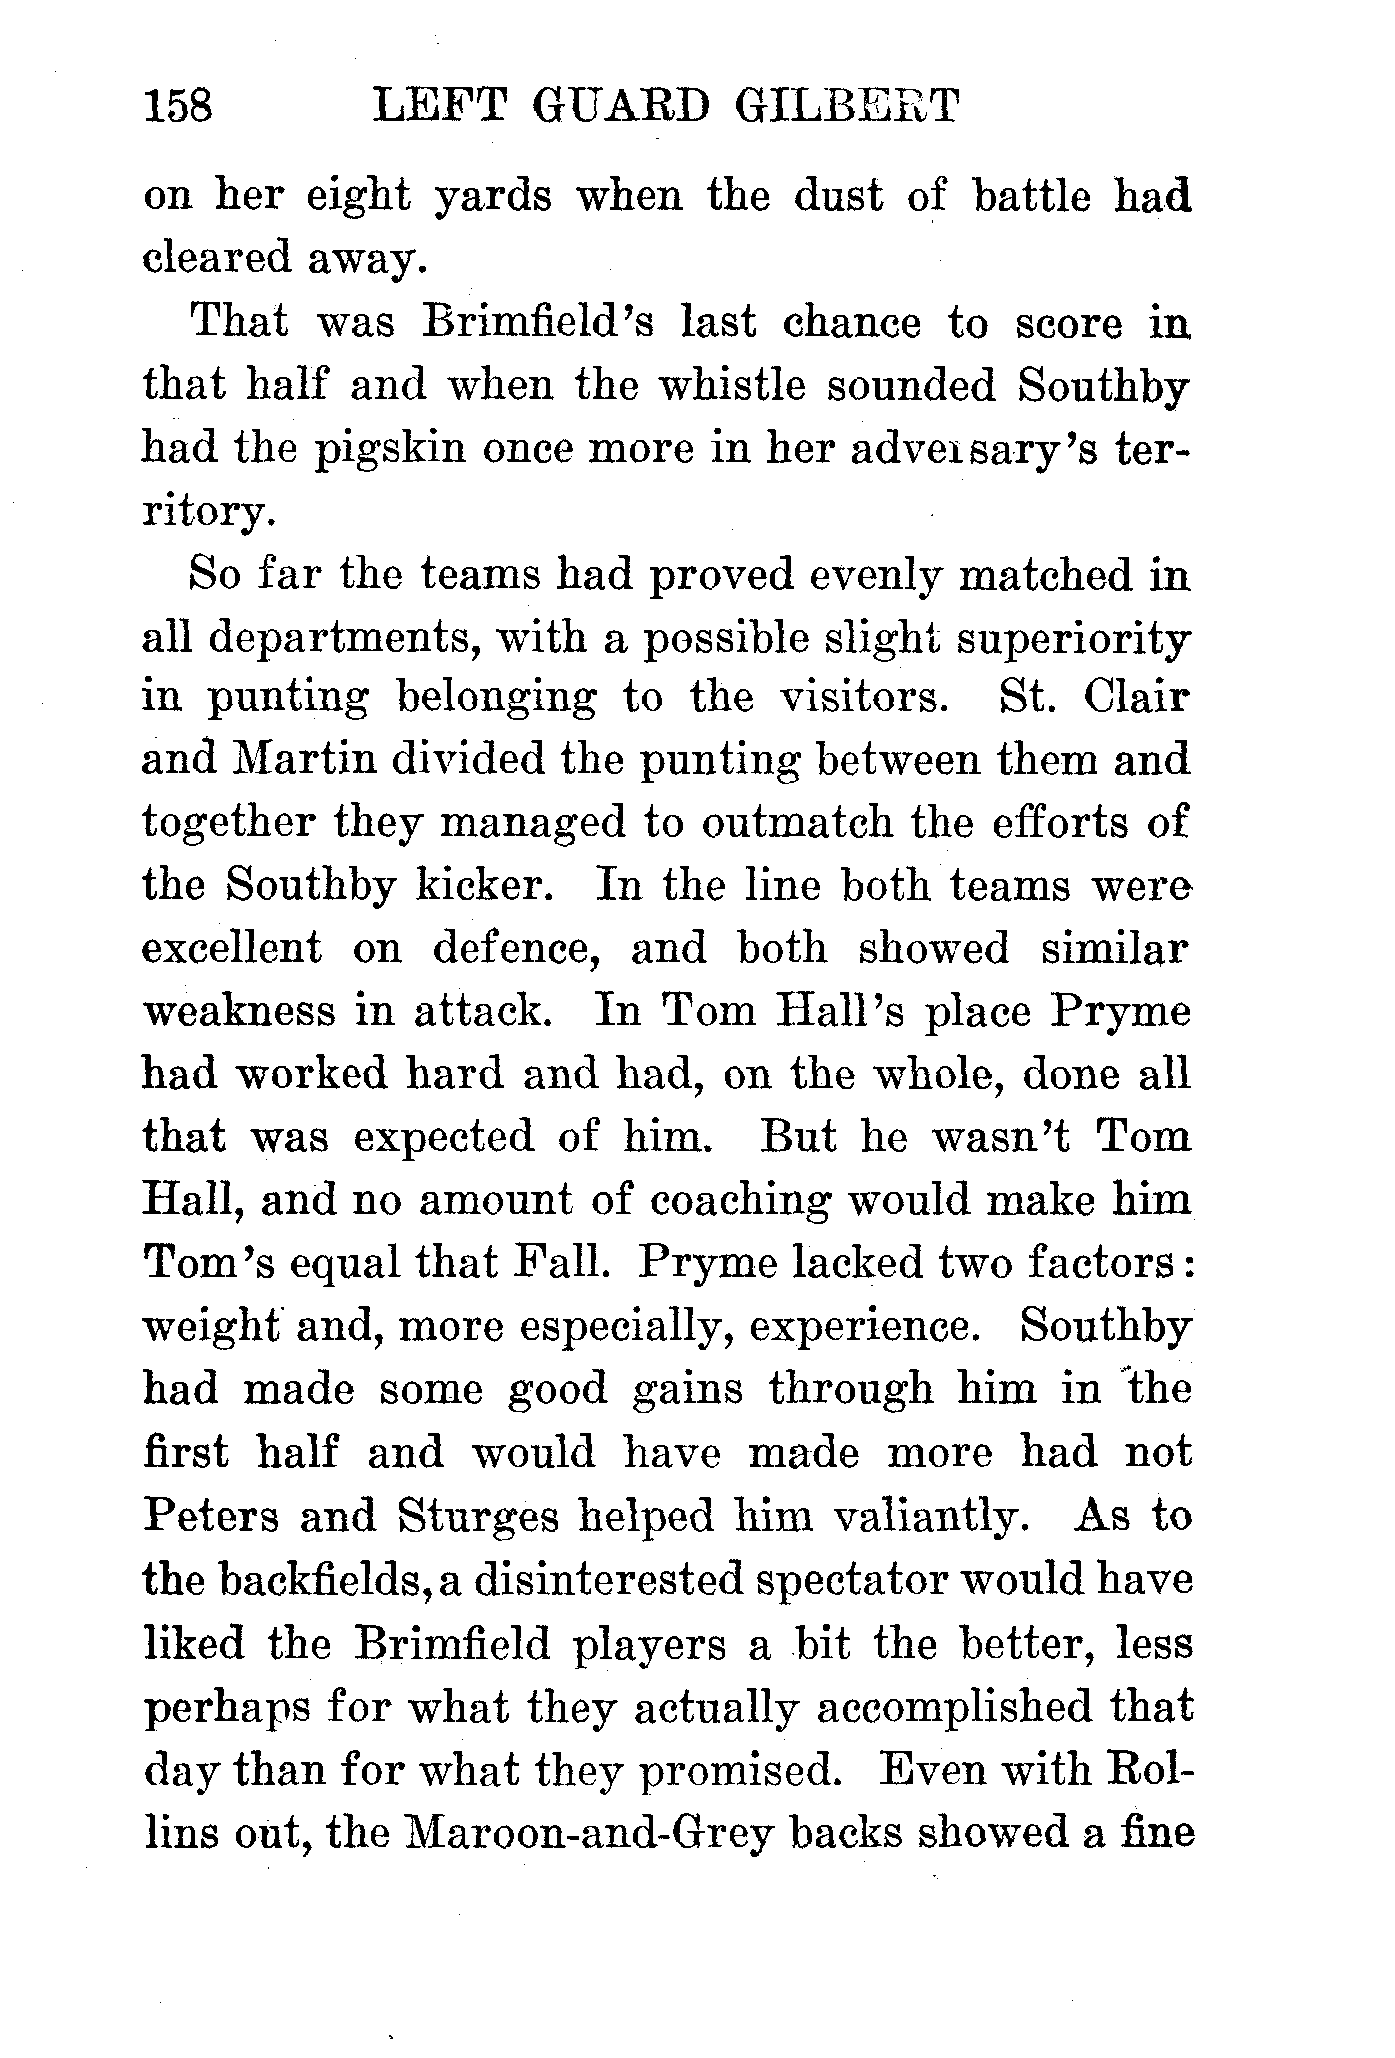 158 LEFT GUARD GILBERT
on her eight yards when the dust of battle had
cleared away.
That was Brimfield's last chance to score in
that half and when the whistle sounded Southby
had the pigskin once more in her adversary's ter-
ritory.
So far the teams had proved evenly matched in
all departments, with a possible slight superiority
in punting belonging to the visitors. St. Clair
and Martin divided the punting between them and
together they managed to outmatch the efforts of
the Southby kicker. In the line both teams were
excellent on defence, and both showed similar
weakness in attack. In Tom Hall's place Pryme
had worked hard and had, on the whole, done all
that was expected of him. But he wasn't Tom
Hall, and no amount of coaching would make him
Tom's equal that Fall. Pryme lacked two factors:
weight and, more especially, experience. Southby
had made some good gains through him in the
first half and would have made more had not
Peters and Sturges helped him valiantly. As to
the backfields, a disinterested spectator would have
liked the Brimfield players a bit the better, less
perhaps for what they actually accomplished that
day than for what they promised. Even with Rol-
lins out, the Maroon-and-Grey backs showed a fine